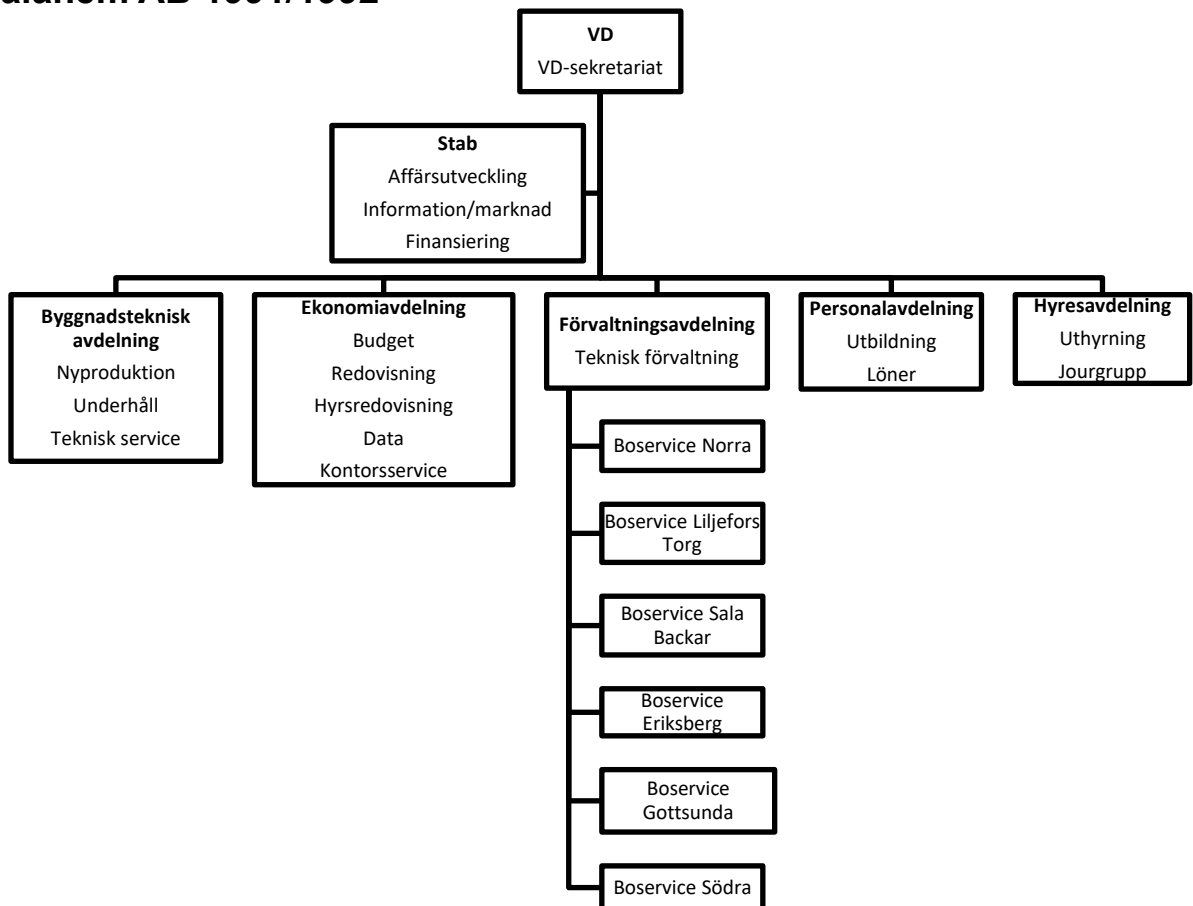 VD
VD-sekretariat
Stab
Affärsutveckling
Information/marknad
Finansiering
Byggnadsteknisk
avdelning
Nyproduktion
Underhåll
Teknisk service
Ekonomiavdelning
Budget
Redovisning
Hyrsredovisning
Data
Kontorsservice
Förvaltningsavdelning
Teknisk förvaltning
Personalavdelning
Utbildning
Löner
Hyresavdelning
Uthyrning
Jourgrupp
Boservice Norra
Boservice Liljefors
Torg
Boservice Sala
Backar
Boservice
Eriksberg
Boservice
Gottsunda
Boservice Södra